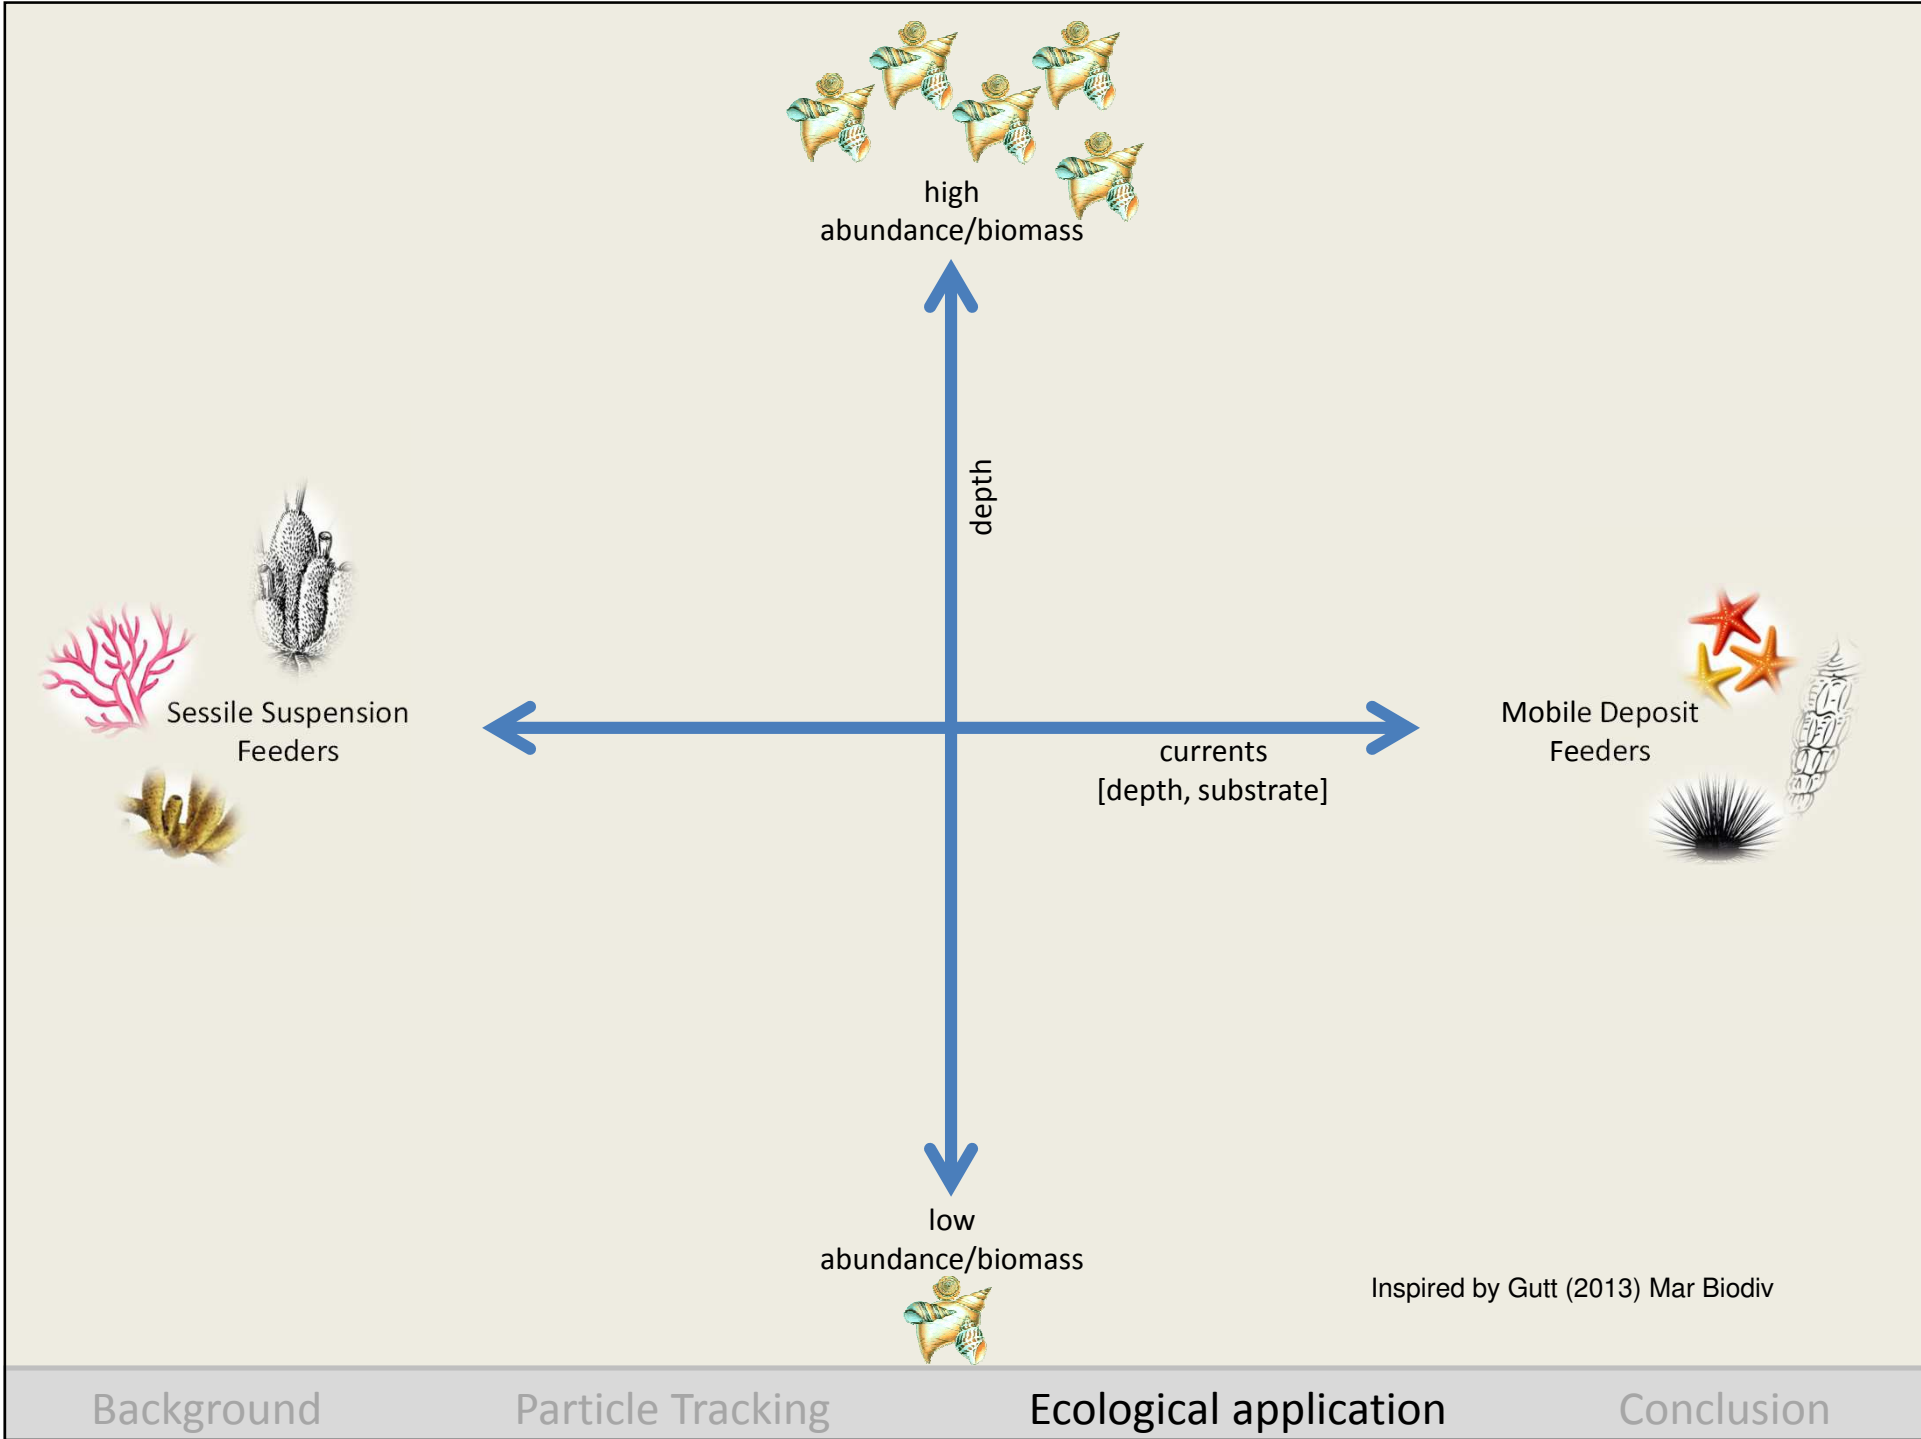 high
abundance/biomass
depth
Sessile Suspension
Feeders
Mobile Deposit
Feeders
currents
[depth, substrate]
low
abundance/biomass
Inspired by Gutt (2013) Mar Biodiv
Background
Particle Tracking
Ecological application
Conclusion